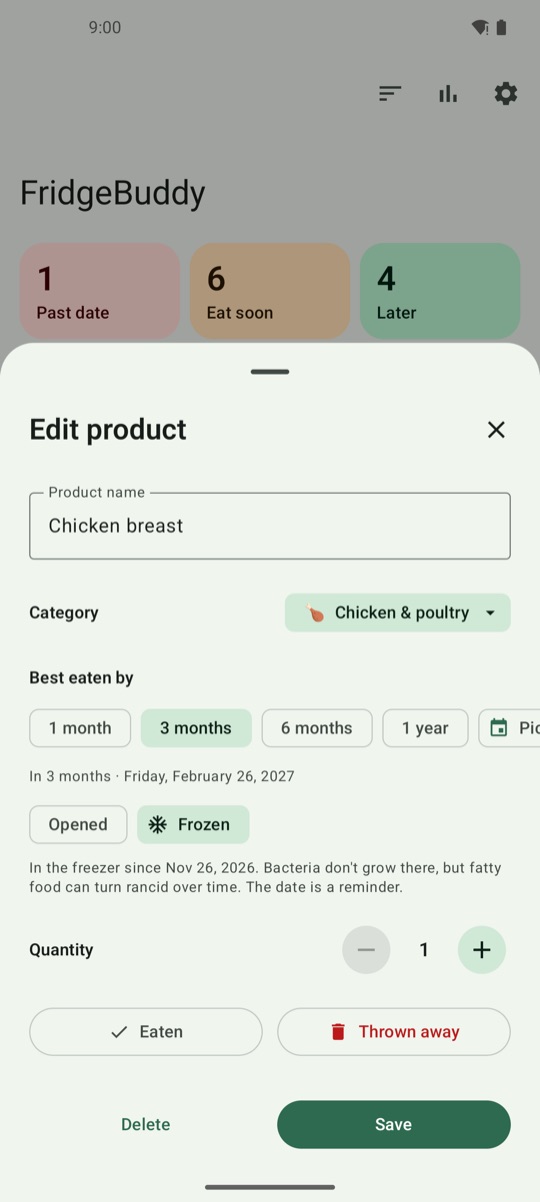 9:00
FridgeBuddy
1
Past date
6
Eat soon
4
Later
Edit product
Product name
Chicken breast
Category
Chicken & poultry
Best eaten by
1 month
3 months
6 months
1 year
Pic
In 3 months · Friday, February 26, 2027
Opened
Frozen
In the freezer since Nov 26, 2026. Bacteria don't grow there, but fatty
food can turn rancid over time. The date is a reminder.
Quantity
1
Eaten
Thrown away
Delete
Save